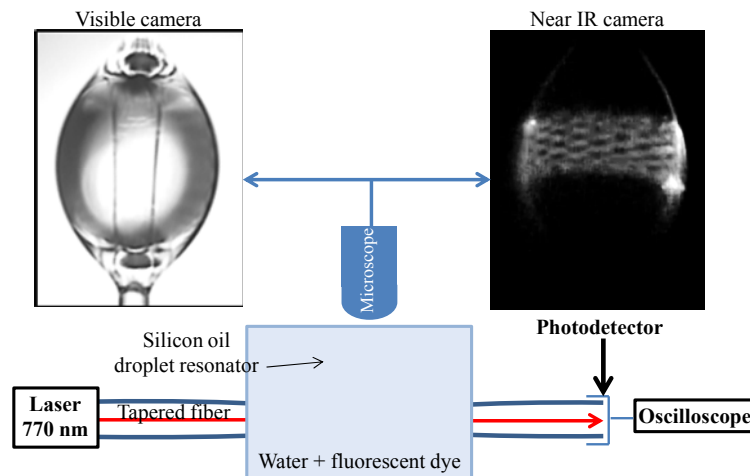 Visible camera
Near IR camera
Microscope
Photodetector
Silicon oil
droplet resonator
Laser
770 nm
Tapered fiber
Oscilloscope
Water + fluorescent dye